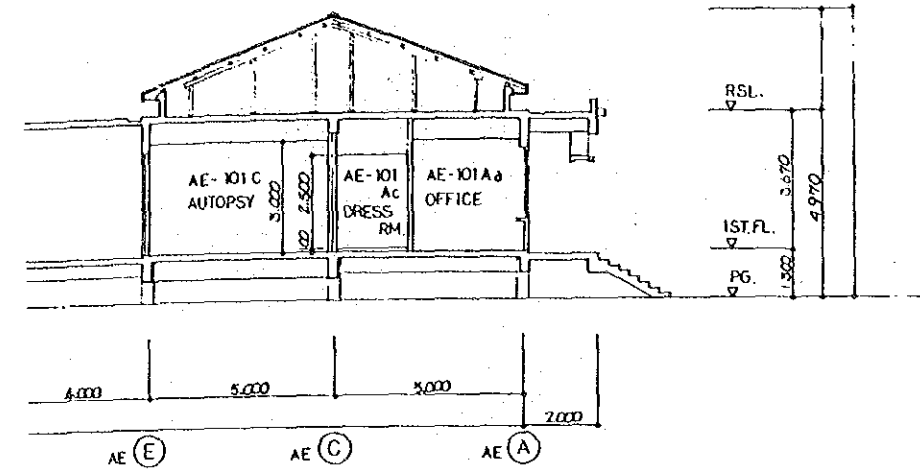 RSL.
AE-101C
AUTOPSY
3.000
2.500
AE-101
Ac
DRESS
RM.
AE-101Aa
OFFICE
3.670
4.970
1ST.FL.
PG.
1.300
4.000
5.000
5.000
2.000
AE E
AE C
AE A